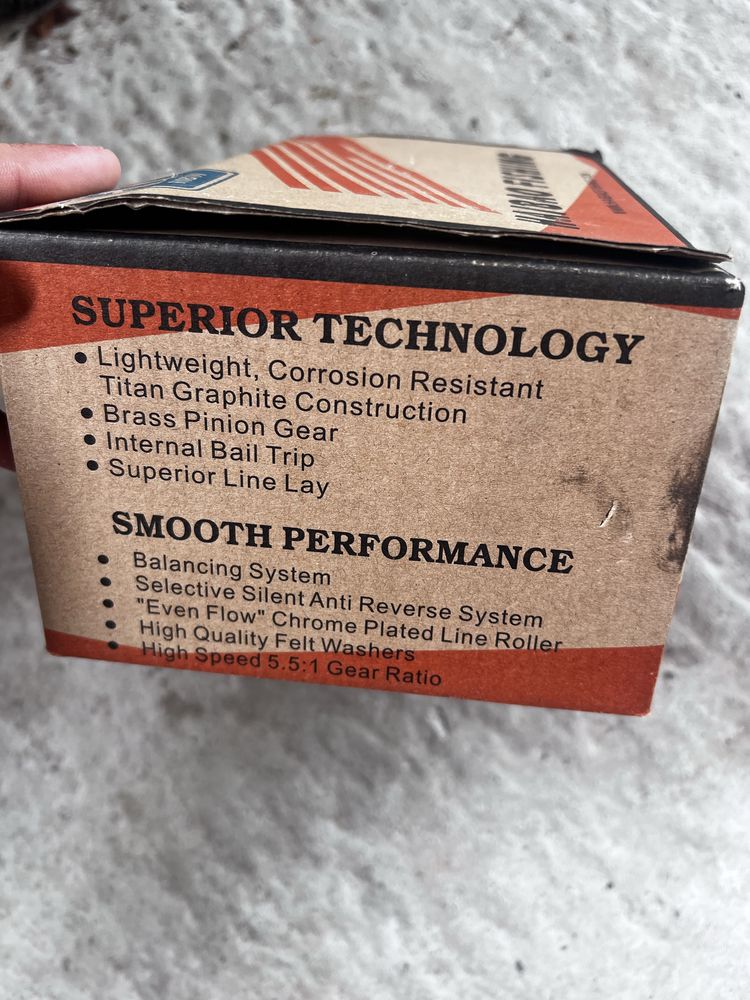 SUPERIOR TECHNOLOGY
• Lightweight, Corrosion Resistant
Titan Graphite Construction
• Brass Pinion Gear
• Internal Bail Trip
• Superior Line Lay
SMOOTH PERFORMANCE
• Balancing System
• Selective Silent Anti Reverse System
• "Even Flow" Chrome Plated Line Roller
• High Quality Felt Washers
• High Speed 5.5:1 Gear Ratio